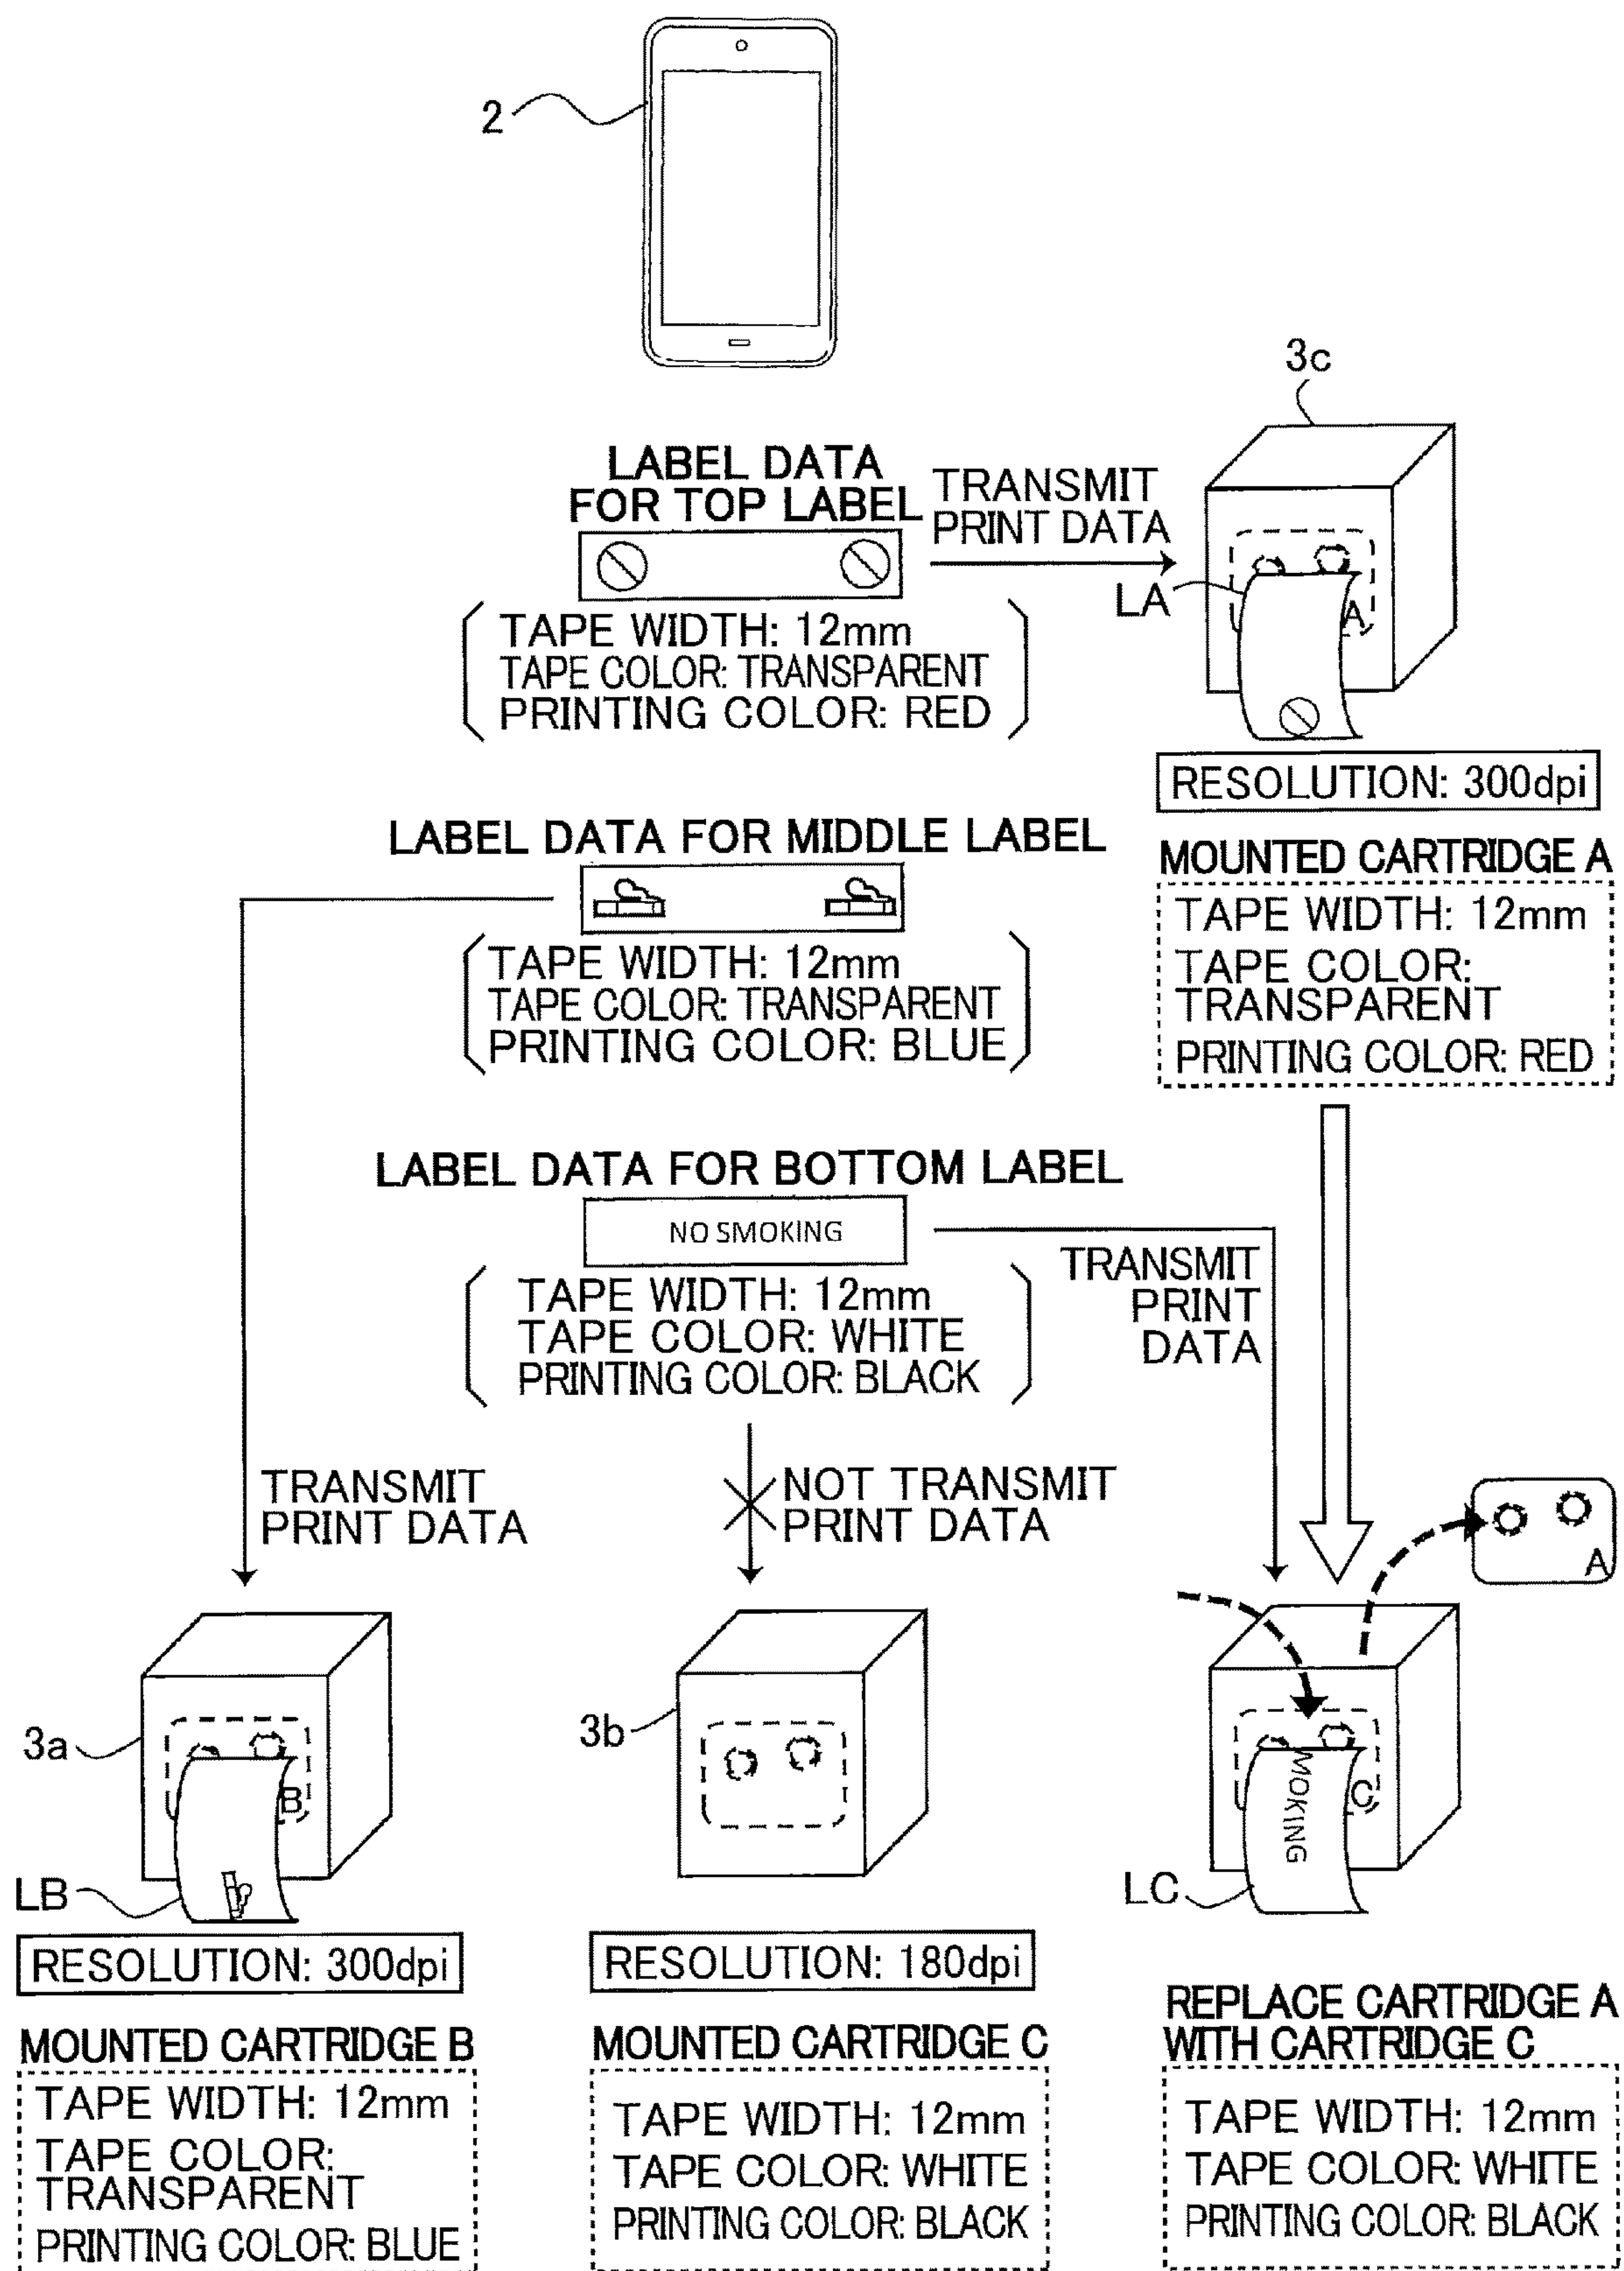 2
3c
LABEL DATA
FOR TOP LABEL
TRANSMIT
PRINT DATA
LA
A
TAPE WIDTH: 12mm
TAPE COLOR: TRANSPARENT
PRINTING COLOR: RED
RESOLUTION: 300dpi
MOUNTED CARTRIDGE A
TAPE WIDTH: 12mm
TAPE COLOR:
TRANSPARENT
PRINTING COLOR: RED
LABEL DATA FOR MIDDLE LABEL
TAPE WIDTH: 12mm
TAPE COLOR: TRANSPARENT
PRINTING COLOR: BLUE
LABEL DATA FOR BOTTOM LABEL
NO SMOKING
TAPE WIDTH: 12mm
TAPE COLOR: WHITE
PRINTING COLOR: BLACK
TRANSMIT
PRINT
DATA
TRANSMIT
PRINT DATA
NOT TRANSMIT
PRINT DATA
A
3a
B
LB
RESOLUTION: 300dpi
MOUNTED CARTRIDGE B
TAPE WIDTH: 12mm
TAPE COLOR:
TRANSPARENT
PRINTING COLOR: BLUE
3b
RESOLUTION: 180dpi
MOUNTED CARTRIDGE C
TAPE WIDTH: 12mm
TAPE COLOR: WHITE
PRINTING COLOR: BLACK
MOKING
C
LC
REPLACE CARTRIDGE A
WITH CARTRIDGE C
TAPE WIDTH: 12mm
TAPE COLOR: WHITE
PRINTING COLOR: BLACK